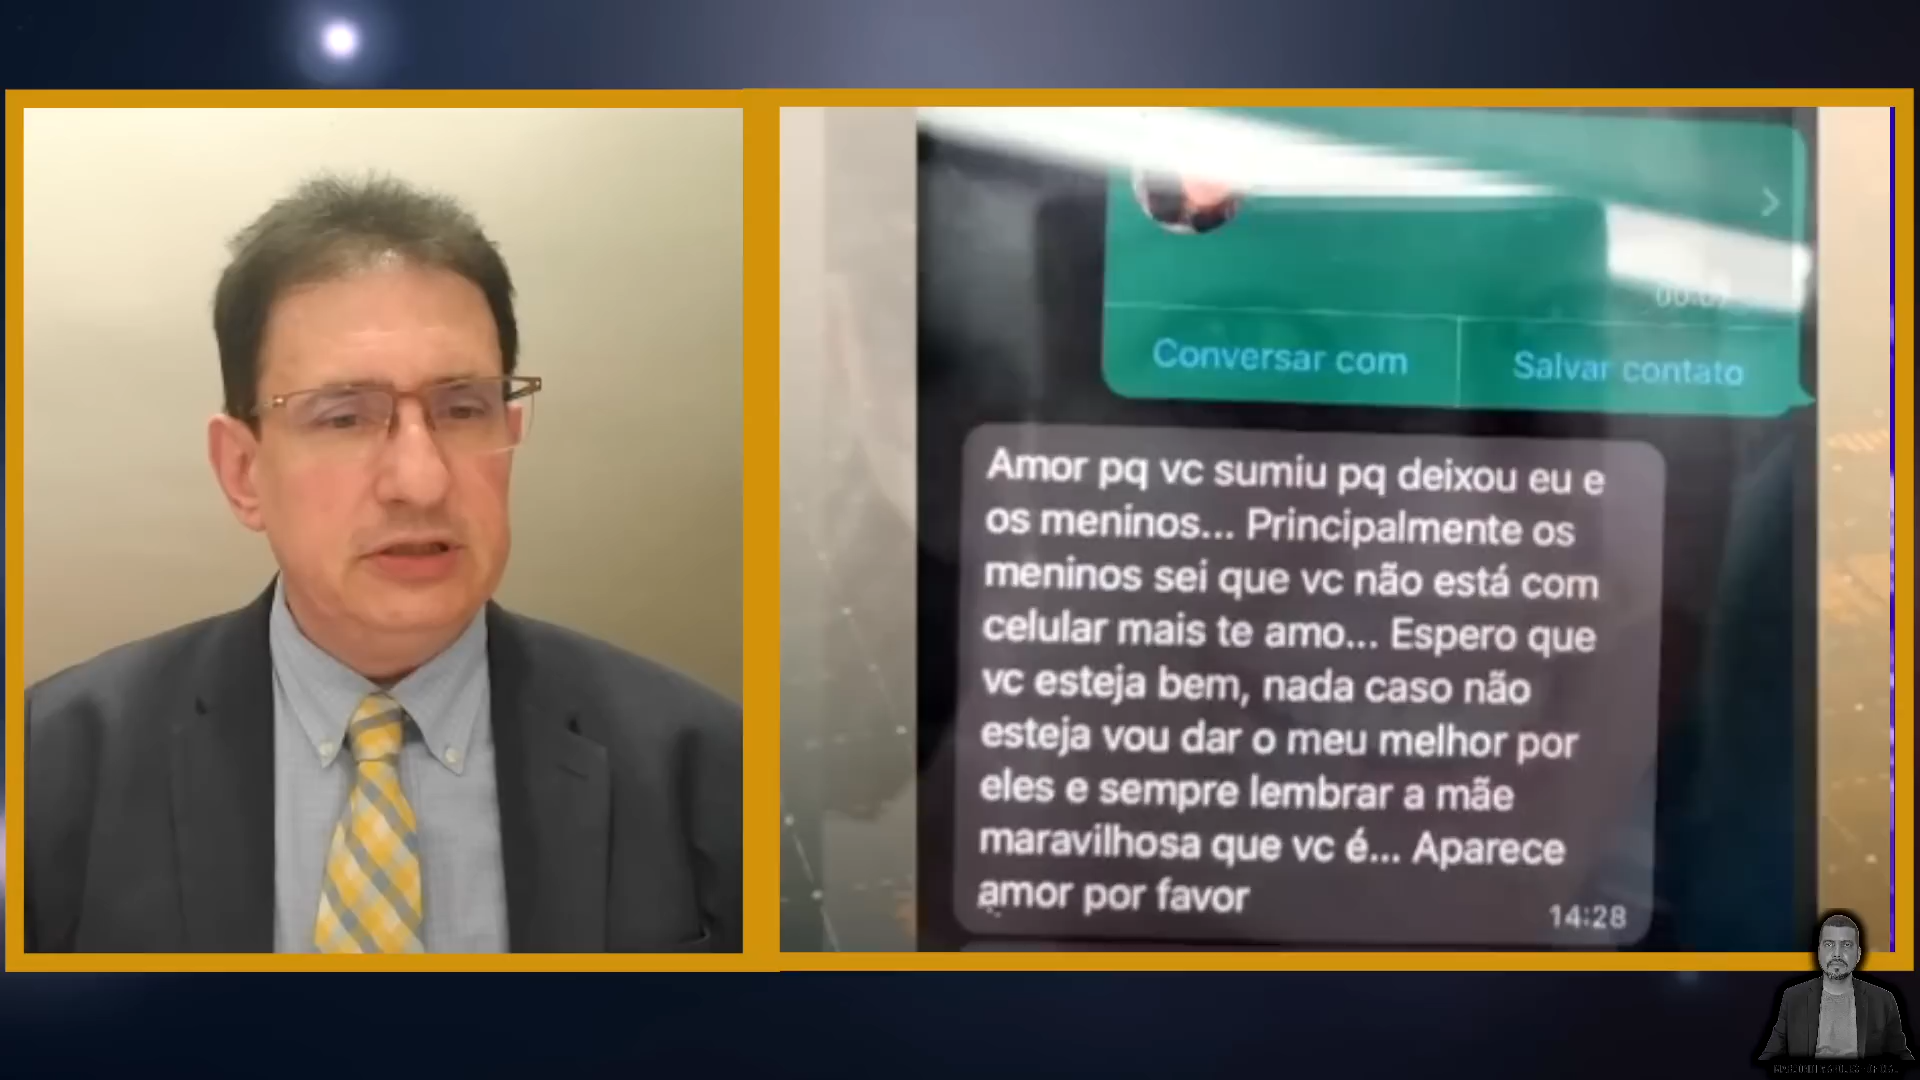 Conversar com
Salvar contato
Amor pq vc sumiu pq deixou eu e
os meninos... Principalmente os
meninos sei que vc não está com
celular mais te amo... Espero que
vc esteja bem, nada caso não
esteja vou dar o meu melhor por
eles e sempre lembrar a mãe
maravilhosa que vc é... Aparece
amor por favor
14:28